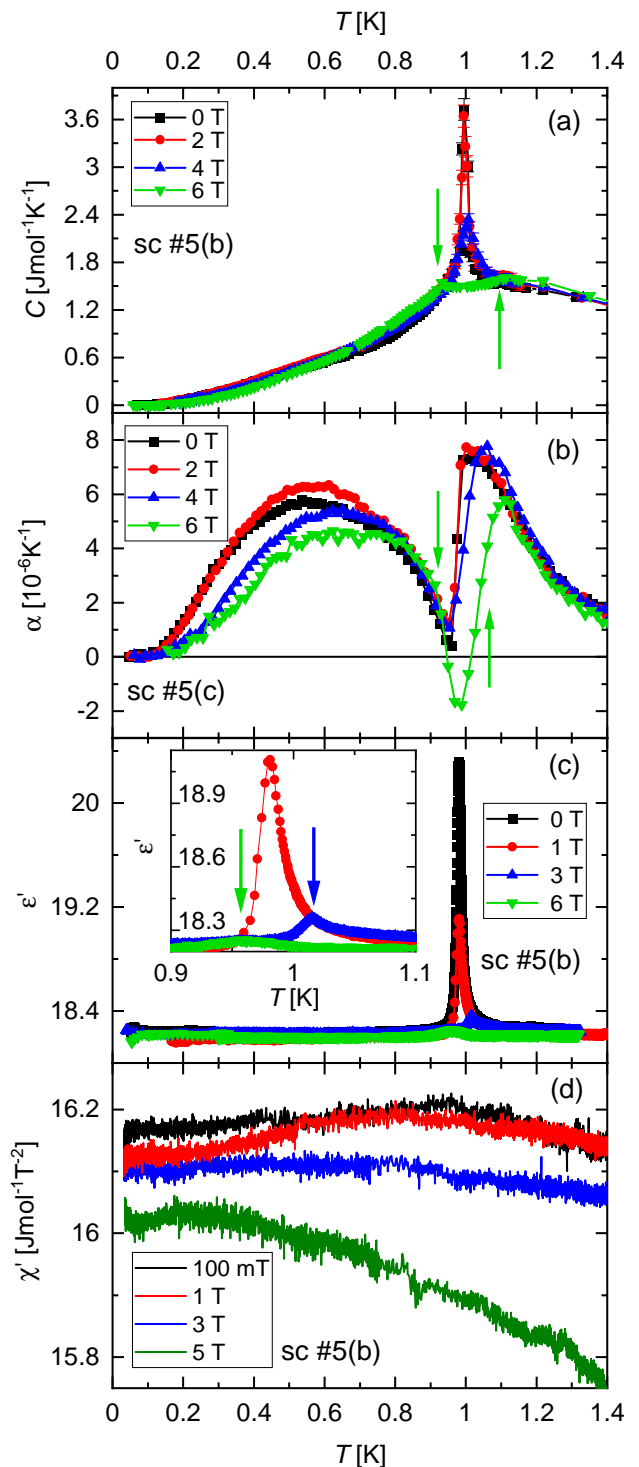 T [K]
0 0.2 0.4 0.6 0.8 1 1.2 1.4
(a)
0 T
2 T
4 T
6 T
sc #5(b)
C [Jmol-1K-1]
3.6
3
2.4
1.8
1.2
0.6
0
(b)
0 T
2 T
4 T
6 T
sc #5(c)
α [10-6K-1]
8
6
4
2
0
-2
(c)
18.9
18.6
18.3
ε'
0.9 1 1.1
T [K]
0 T
1 T
3 T
6 T
sc #5(b)
ε'
20
19.2
18.4
(d)
χ' [Jmol-1T-2]
16.2
16
15.8
100 mT
1 T
3 T
5 T
sc #5(b)
0 0.2 0.4 0.6 0.8 1 1.2 1.4
T [K]